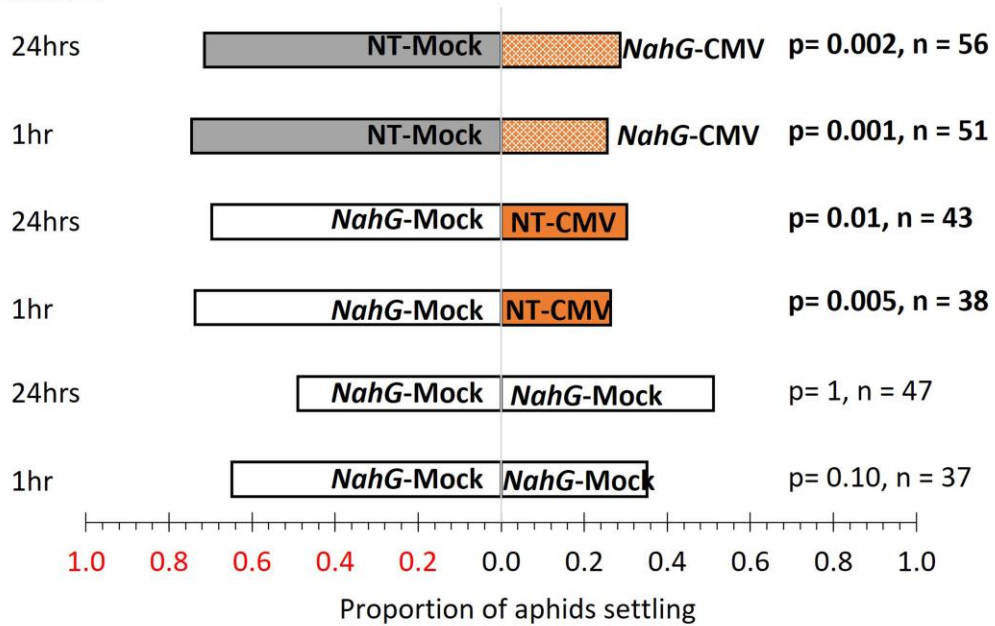 24hrs NT-Mock NahG-CMV p= 0.002, n = 56
1hr NT-Mock NahG-CMV p= 0.001, n = 51
24hrs NahG-Mock NT-CMV p= 0.01, n = 43
1hr NahG-Mock NT-CMV p= 0.005, n = 38
24hrs NahG-Mock NahG-Mock p= 1, n = 47
1hr NahG-Mock NahG-Mock p= 0.10, n = 37
1.0 0.8 0.6 0.4 0.2 0.0 0.2 0.4 0.6 0.8 1.0
Proportion of aphids settling